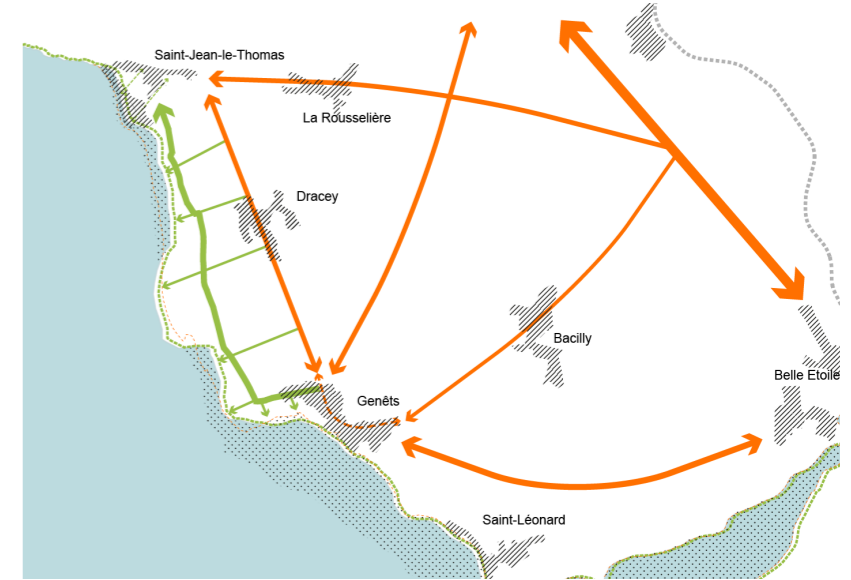 Saint-Jean-le-Thomas
La Rousselière
Dracey
Bacilly
Belle Etoile
Genêts
Saint-Léonard